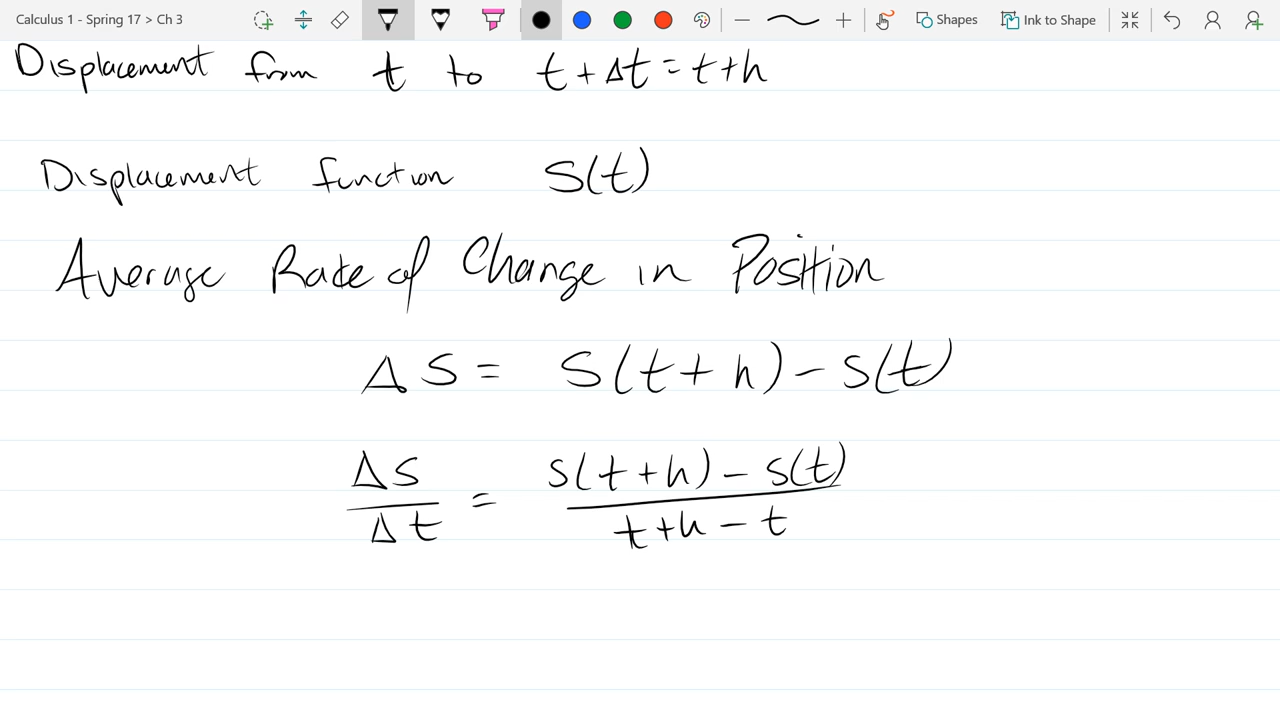 Calculus 1 - Spring 17 > Ch 3
Shapes
Ink to Shape
Displacement from t to t+Δt=t+h
Displacement function S(t)
Average Rate of Change in Position
ΔS = S(t+h)-S(t)
ΔS/Δt = S(t+h)-S(t)/t+h-t